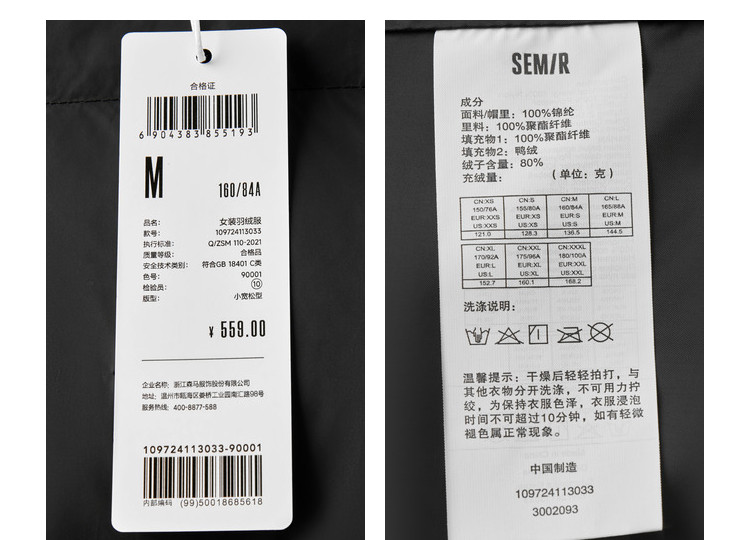 合格证
6 904383 855193
M
160/84A
品名： 女装羽绒服
款号： 109724113033
执行标准： Q/ZSM 110-2021
质量等级： 合格品
安全技术类别： 符合GB 18401 C类
色号： 90001
检验员： 10
版型： 小宽松型
¥ 559.00
企业名称：浙江森马服饰股份有限公司
地址：温州市瓯海区娄桥工业园南汇路98号
服务热线：400-8877-588
109724113033-90001
内部编码 (99)50018685618
SEMIR
成分
面料/帽里：100%锦纶
里料：100%聚酯纤维
填充物1：100%聚酯纤维
填充物2：鸭绒
绒子含量：80%
充绒量： （单位：克）
CN:XS CN:S CN:M CN:L
150/76A 155/80A 160/84A 165/88A
EUR:XXS EUR:XS EUR:S EUR:M
US:XXS US:XS US:S US:M
121.0 128.3 136.5 144.5
CN:XL CN:XXL CN:XXXL
170/92A 175/96A 180/100A
EUR:L EUR:XL EUR:XXL
US:L US:XL US:XXL
152.7 160.1 168.2
洗涤说明：
温馨提示：干燥后轻轻拍打，与
其他衣物分开洗涤，不可用力拧
绞，为保持衣服色泽，衣服浸泡
时间不可超过10分钟，如有轻微
褪色属正常现象。
中国制造
109724113033
3002093